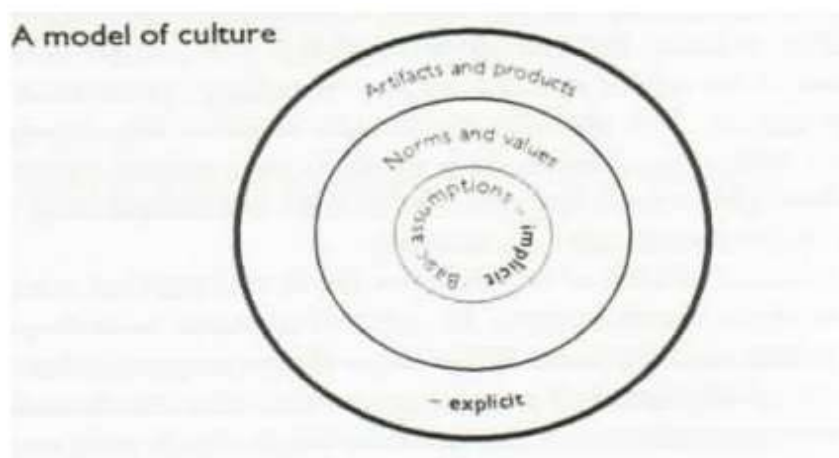 A model of culture
Artifacts and products
Norms and values
Basic assumptions – implicit
– explicit